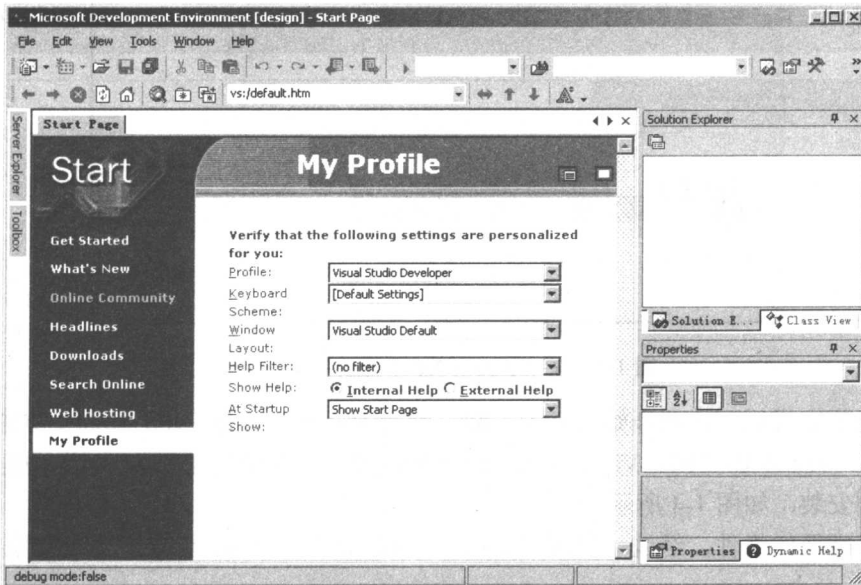 Microsoft Development Environment [design] - Start Page
File Edit View Tools Window Help
vs:/default.htm
Server Explorer
Toolbox
Start Page
Start
My Profile
Get Started
What's New
Online Community
Headlines
Downloads
Search Online
Web Hosting
My Profile
Verify that the following settings are personalized
for you:
Profile: Visual Studio Developer
Keyboard [Default Settings]
Scheme:
Window Visual Studio Default
Layout:
Help Filter: (no filter)
Show Help: Internal Help External Help
At Startup Show Start Page
Show:
Solution Explorer
Solution E... Class View
Properties
Properties Dynamic Help
debug mode:false